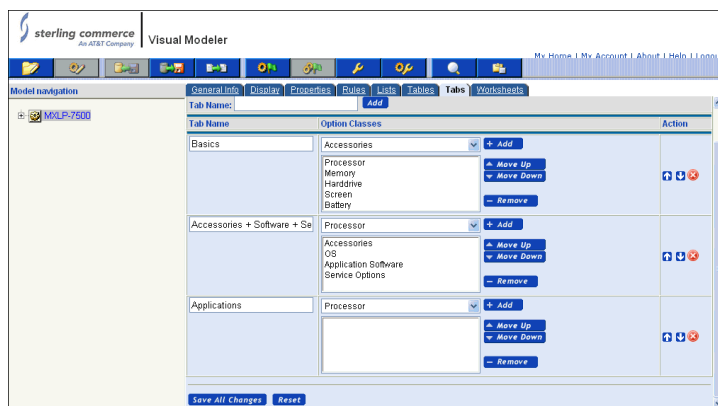 sterling commerce
An AT&T Company
Visual Modeler
My Home | My Account | About | Help | Logou
Model navigation
General Info Display Properties Rules Lists Tables Tabs Worksheets
Tab Name: Add
MXLP-7500
Tab Name Option Classes Action
Basics Accessories + Add
Processor
Memory
Harddrive
Screen
Battery
Move Up
Move Down
– Remove
Accessories + Software + Se Processor + Add
Accessories
OS
Application Software
Service Options
Move Up
Move Down
– Remove
Applications Processor + Add
Move Up
Move Down
– Remove
Save All Changes Reset